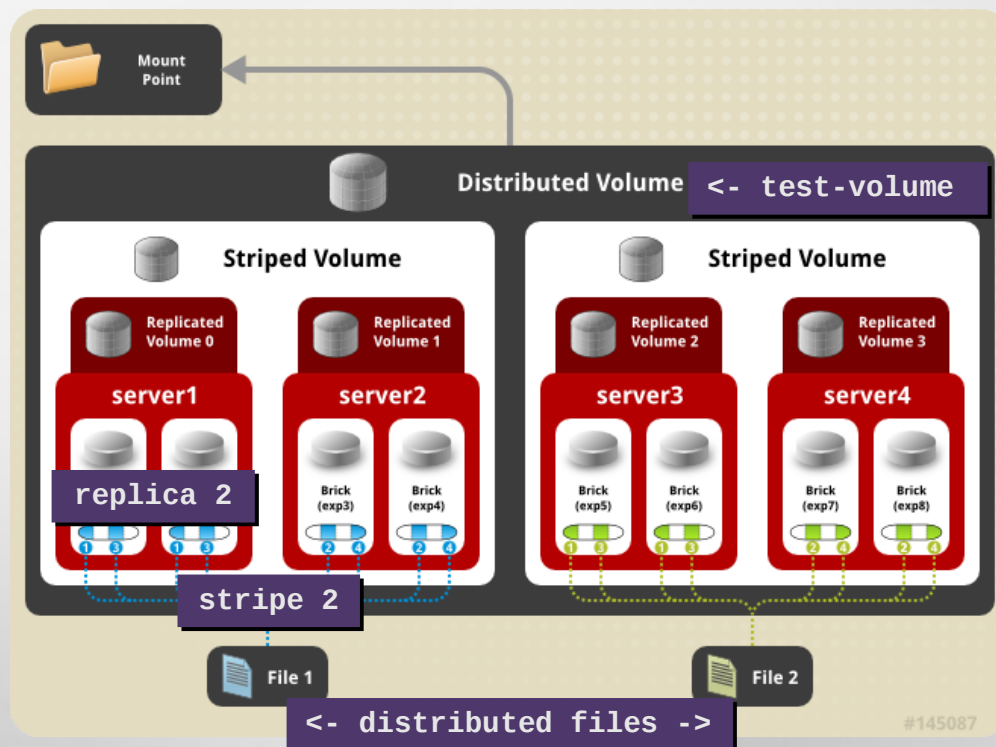 Mount
Point
Distributed Volume
<- test-volume
Striped Volume
Striped Volume
Replicated
Volume 0
Replicated
Volume 1
Replicated
Volume 2
Replicated
Volume 3
server1
server2
server3
server4
replica 2
Brick
(exp3)
Brick
(exp4)
Brick
(exp5)
Brick
(exp6)
Brick
(exp7)
Brick
(exp8)
1 3
1 3
2 4
2 4
1 3
1 3
2 4
2 4
stripe 2
File 1
File 2
<- distributed files ->
#145087